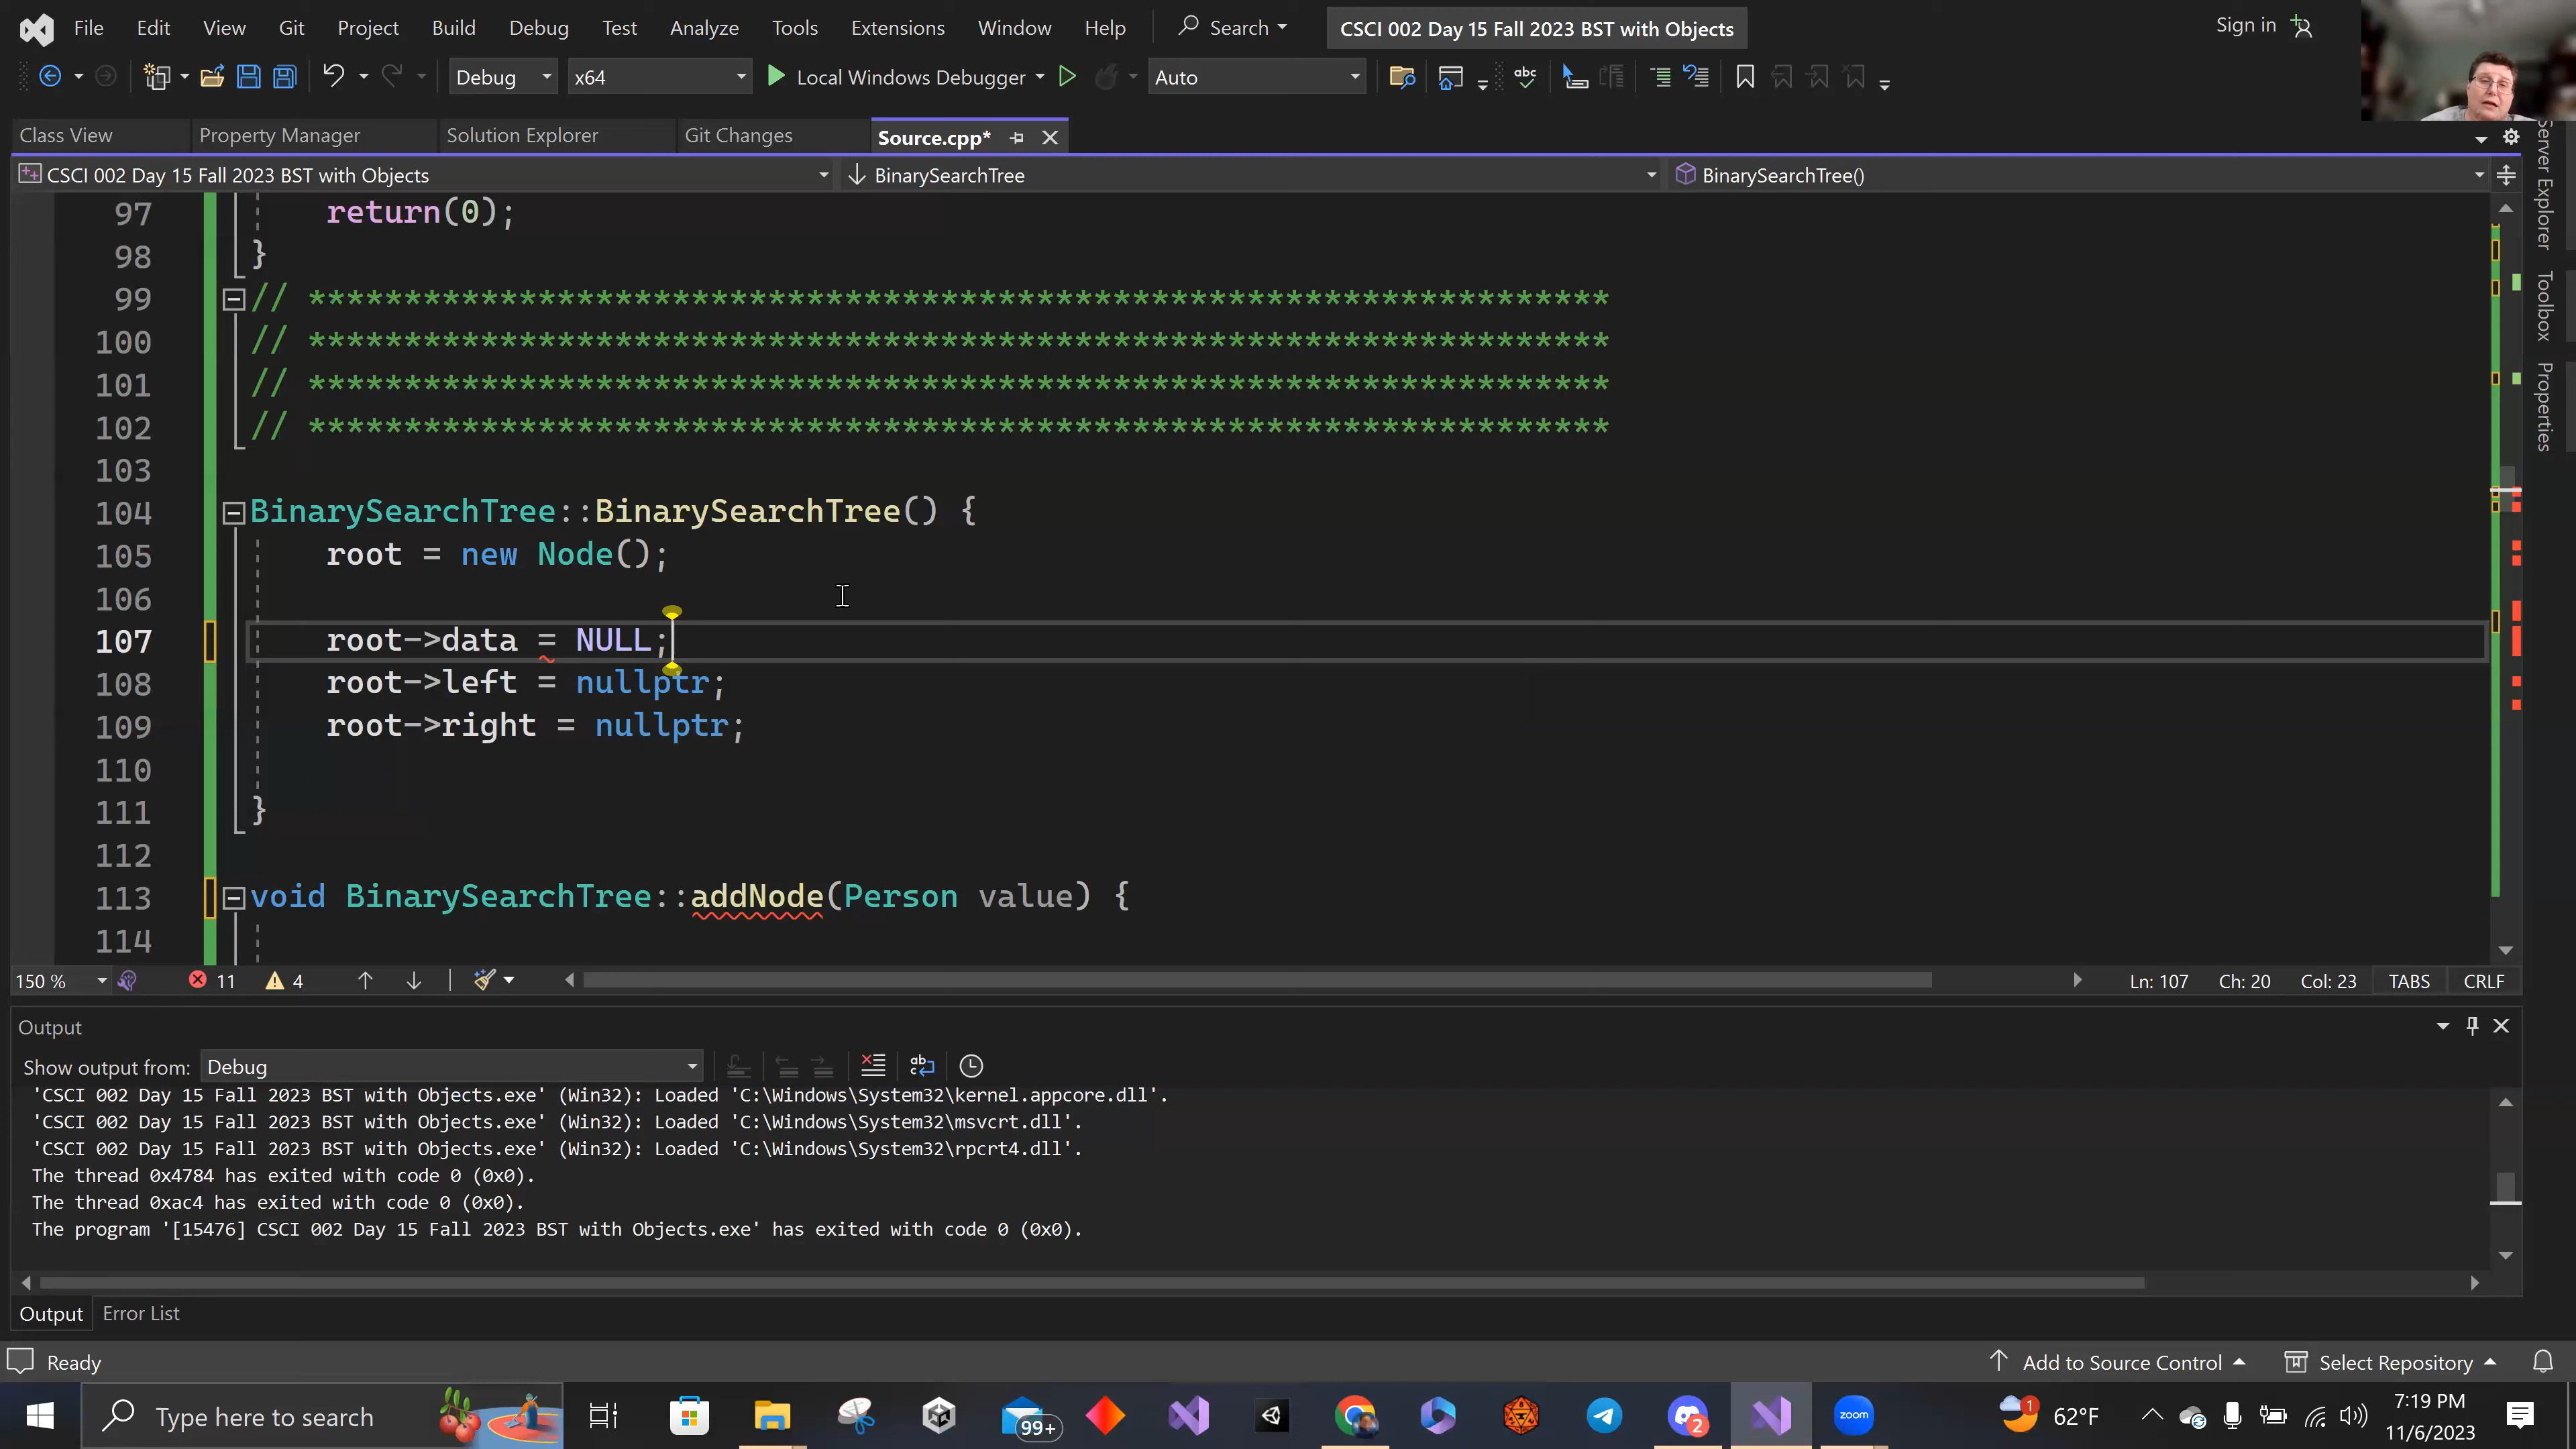 File Edit View Git Project Build Debug Test Analyze Tools Extensions Window Help Search CSCI 002 Day 15 Fall 2023 BST with Objects Sign in
Debug x64 Local Windows Debugger Auto
Class View Property Manager Solution Explorer Git Changes Source.cpp*
CSCI 002 Day 15 Fall 2023 BST with Objects BinarySearchTree BinarySearchTree()
Server Explorer
Toolbox
Properties
97 return(0);
98 }
99 // ********************************************************************
100 // ********************************************************************
101 // ********************************************************************
102 // ********************************************************************
103
104 BinarySearchTree::BinarySearchTree() {
105 root = new Node();
106
107 root->data = NULL;
108 root->left = nullptr;
109 root->right = nullptr;
110
111 }
112
113 void BinarySearchTree::addNode(Person value) {
114
150 % 11 4 Ln: 107 Ch: 20 Col: 23 TABS CRLF
Output
Show output from: Debug
'CSCI 002 Day 15 Fall 2023 BST with Objects.exe' (Win32): Loaded 'C:\Windows\System32\kernel.appcore.dll'.
'CSCI 002 Day 15 Fall 2023 BST with Objects.exe' (Win32): Loaded 'C:\Windows\System32\msvcrt.dll'.
'CSCI 002 Day 15 Fall 2023 BST with Objects.exe' (Win32): Loaded 'C:\Windows\System32\rpcrt4.dll'.
The thread 0x4784 has exited with code 0 (0x0).
The thread 0xac4 has exited with code 0 (0x0).
The program '[15476] CSCI 002 Day 15 Fall 2023 BST with Objects.exe' has exited with code 0 (0x0).
Output Error List
Ready Add to Source Control Select Repository
Type here to search 99+ 2 zoom 1 62°F 7:19 PM
11/6/2023